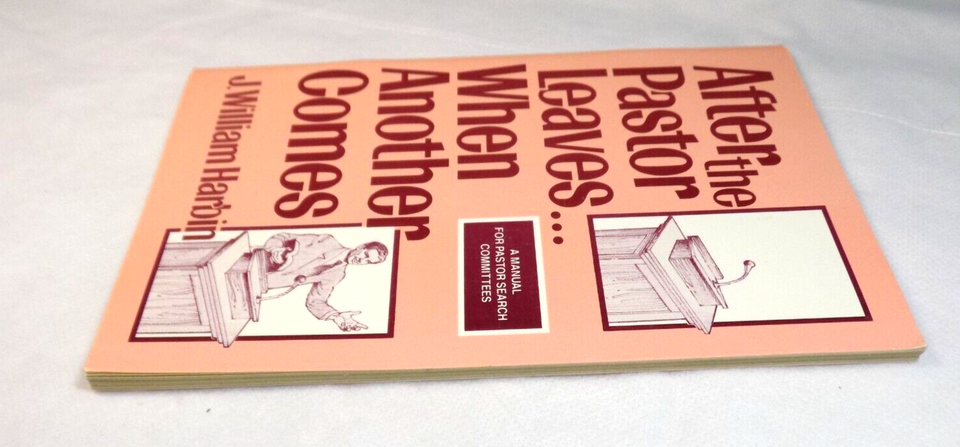 After the
Pastor
Leaves...
When
Another
Comes
J. William Harbin
A MANUAL
FOR PASTOR SEARCH
COMMITTEES